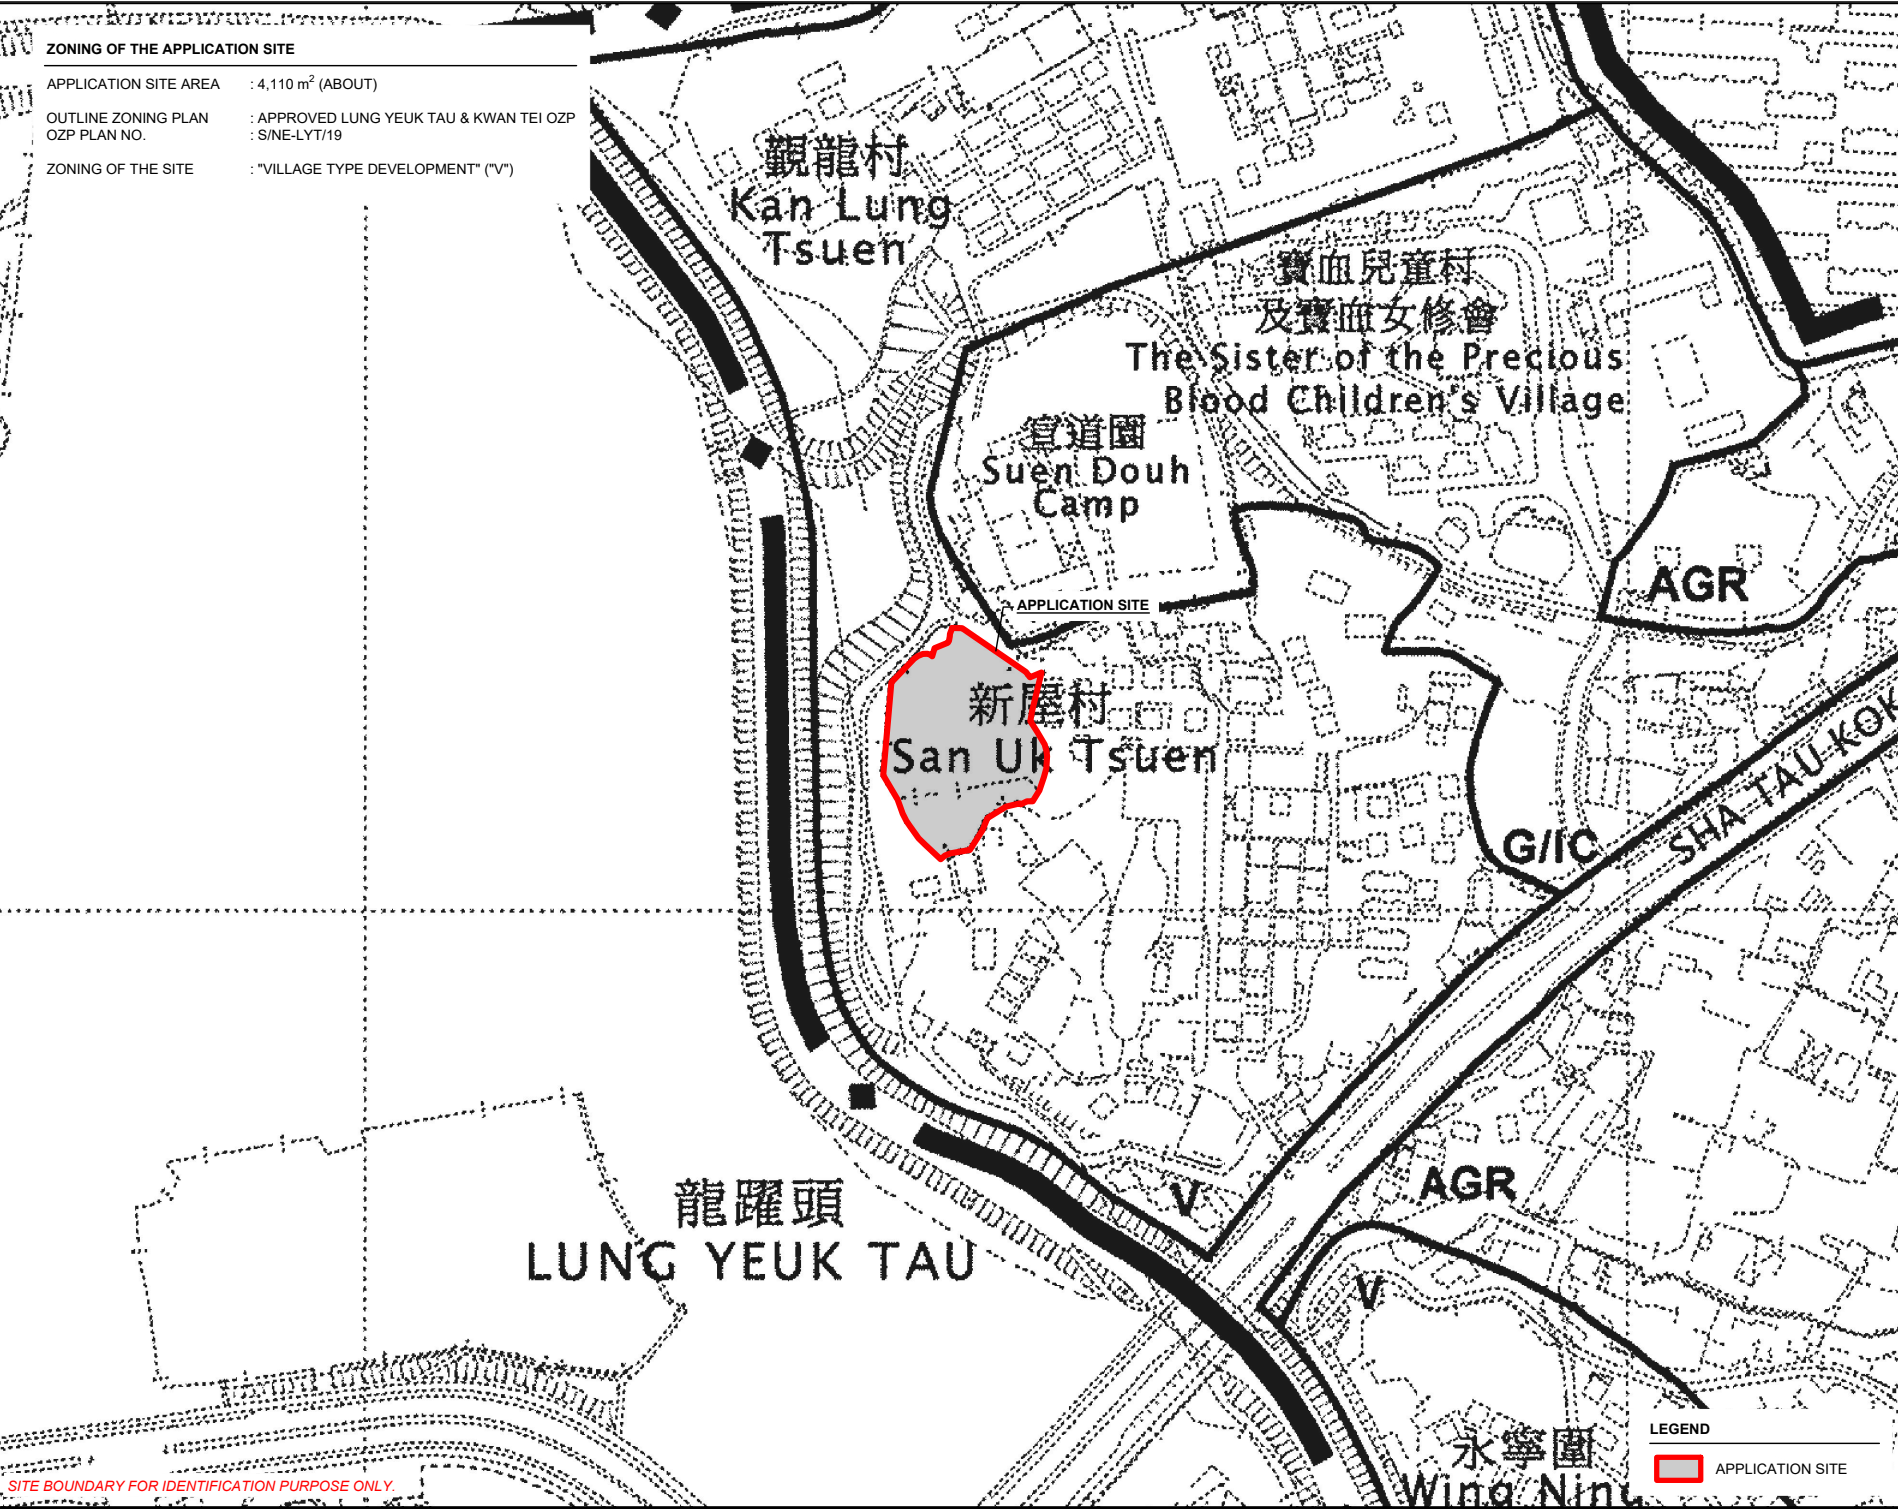 ZONING OF THE APPLICATION SITE
APPLICATION SITE AREA : 4,110 m² (ABOUT)
OUTLINE ZONING PLAN : APPROVED LUNG YEUK TAU & KWAN TEI OZP
OZP PLAN NO. : S/NE-LYT/19
ZONING OF THE SITE : "VILLAGE TYPE DEVELOPMENT" ("V")
觀龍村
Kan Lung
Tsuen
寶血兒童村
及寶血女修會
The Sister of the Precious
Blood Children's Village
宣道園
Suen Douh
Camp
AGR
APPLICATION SITE
新屋村
San Uk Tsuen
G/IC
SHA TAU KOK
V
AGR
龍躍頭
LUNG YEUK TAU
V
永寧圍
Wing Ning
LEGEND
APPLICATION SITE
SITE BOUNDARY FOR IDENTIFICATION PURPOSE ONLY.